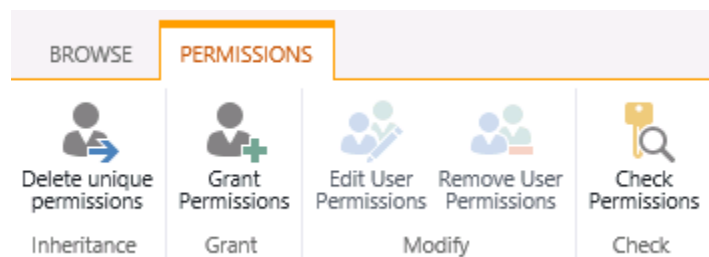 BROWSE PERMISSIONS
Delete unique permissions
Grant Permissions
Edit User Permissions
Remove User Permissions
Check Permissions
Inheritance Grant Modify Check